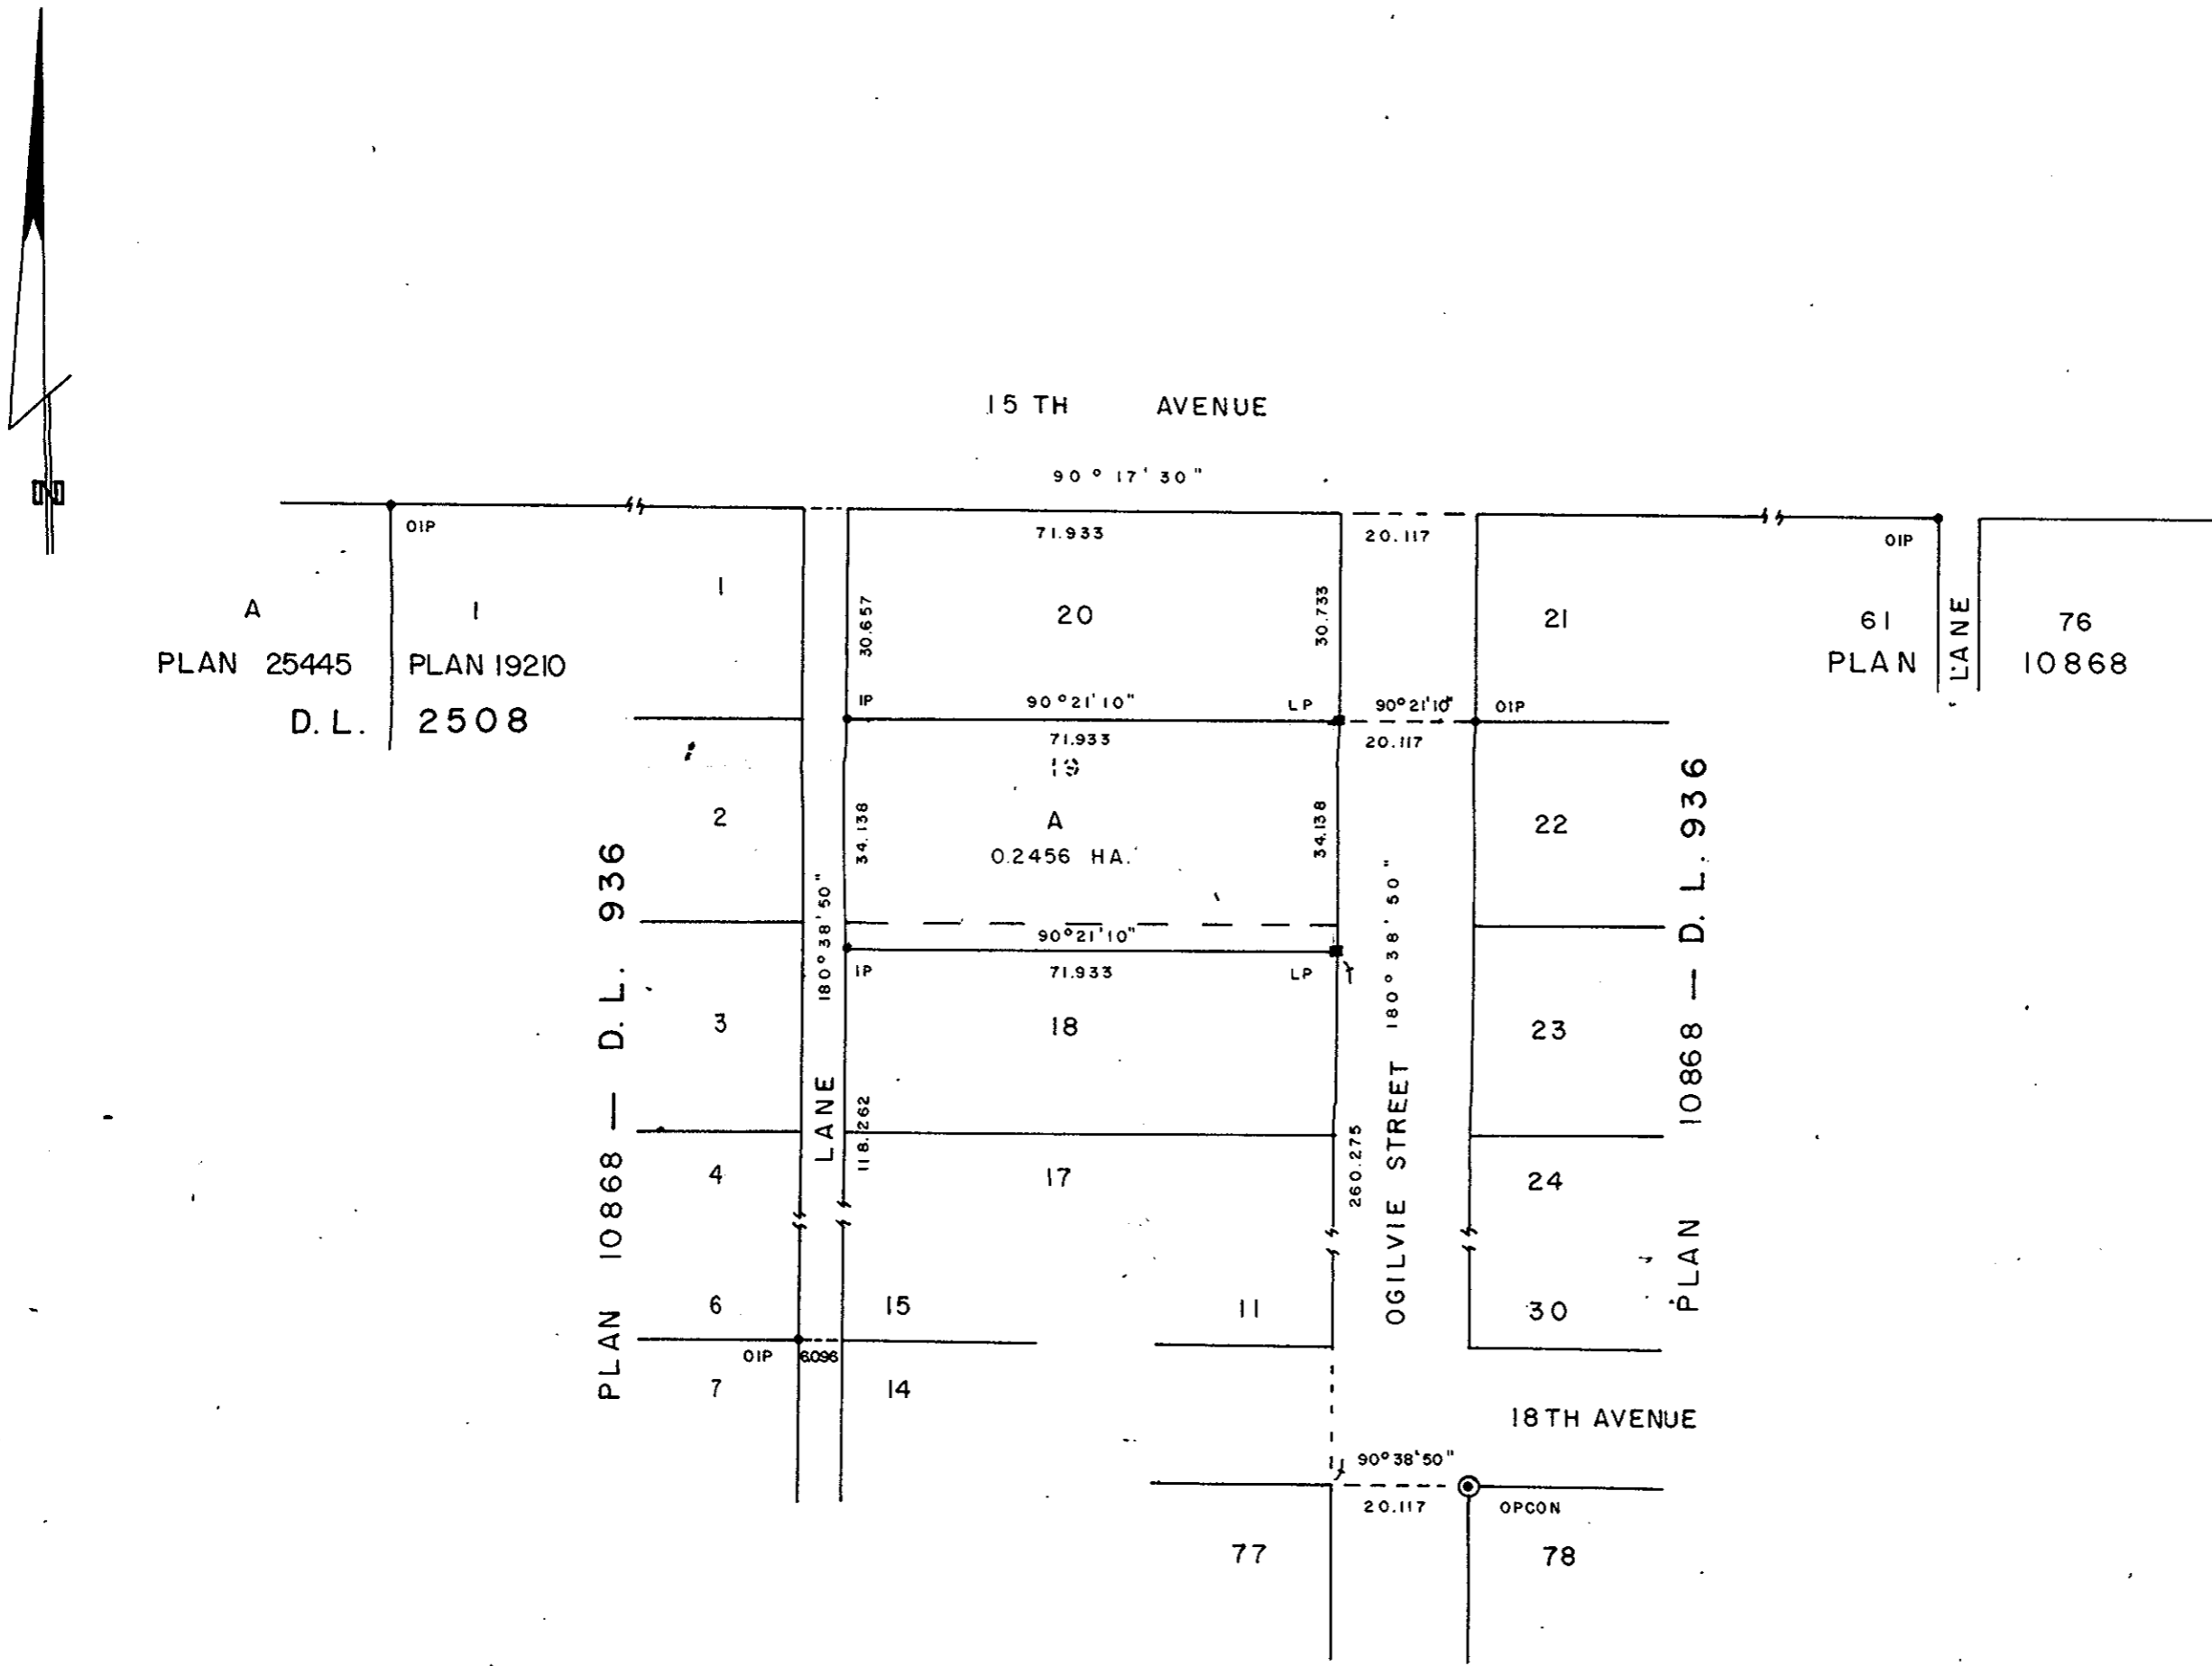 15 TH AVENUE
90° 17' 30"
N
OIP
71.933
20.117
OIP
1
A
1
30.657
20
30.733
21
61
LANE
76
PLAN 25445
PLAN 19210
PLAN
10868
D.L. 2508
IP
90°21'10"
LP
90°21'10"
OIP
71.933
20.117
19
2
34.138
A
34.138
22
0.2456 HA.
PLAN 10868 — D.L. 936
180°38'50"
90°21'10"
180°38'50"
PLAN 10868 — D.L. 936
IP
71.933
LP
3
18
23
LANE
118.262
OGILVIE STREET
260.275
4
17
24
6
15
11
30
OIP
6.096
7
14
18TH AVENUE
90°38'50"
20.117
OPCON
77
78